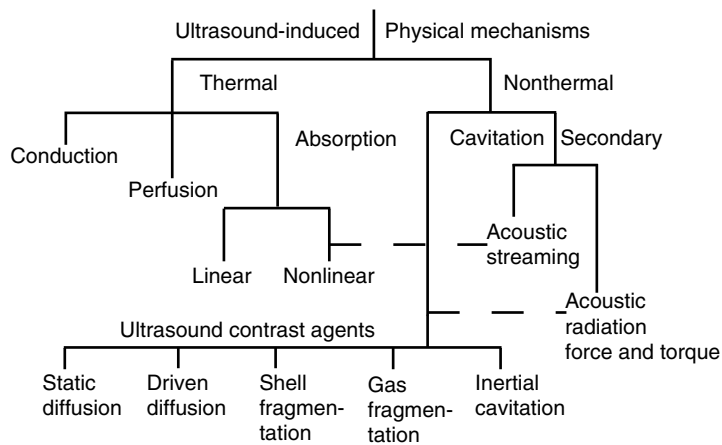 Ultrasound-induced Physical mechanisms
Thermal
Nonthermal
Absorption
Cavitation
Secondary
Conduction
Perfusion
Linear
Nonlinear
Acoustic
streaming
Acoustic
radiation
force and torque
Ultrasound contrast agents
Static
diffusion
Driven
diffusion
Shell
fragmen-
tation
Gas
fragmen-
tation
Inertial
cavitation